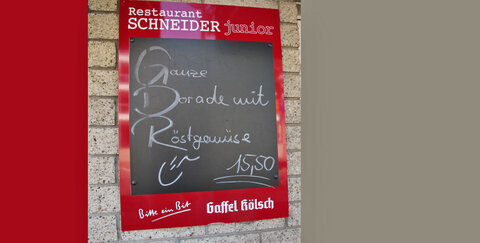 Restaurant
SCHNEIDER junior
Ganze
Dorade mit
Röstgemüse
15,50
Bitte ein Bit
Gaffel Kölsch